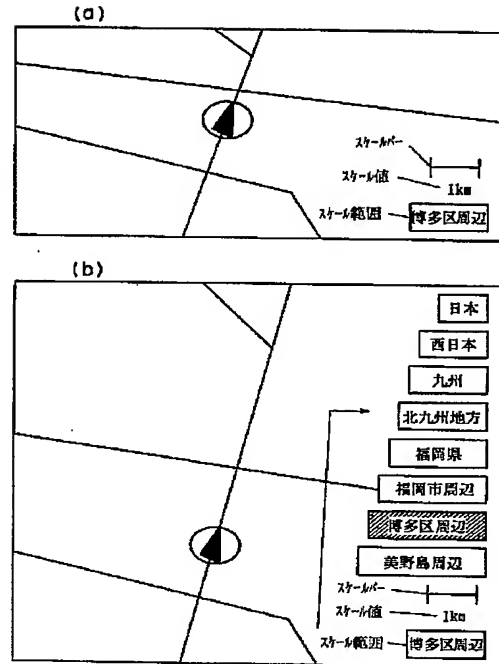 (a)
スケールバー
スケール値
1km
スケール範囲
博多区周辺
(b)
日本
西日本
九州
北九州地方
福岡県
福岡市周辺
博多区周辺
美野島周辺
スケールバー
スケール値
1km
スケール範囲
博多区周辺